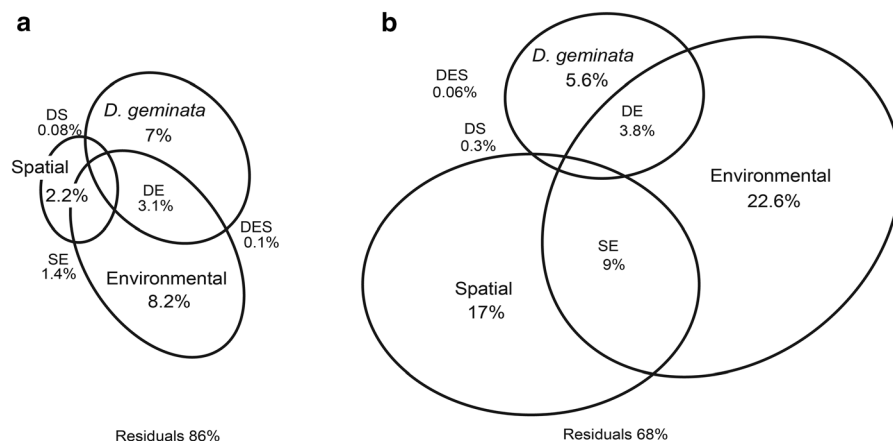 a
D. geminata
7%
DS
0.08%
Spatial
2.2%
DE
3.1%
DES
0.1%
SE
1.4%
Environmental
8.2%
Residuals 86%
b
D. geminata
5.6%
DES
0.06%
DE
3.8%
DS
0.3%
Environmental
22.6%
SE
9%
Spatial
17%
Residuals 68%